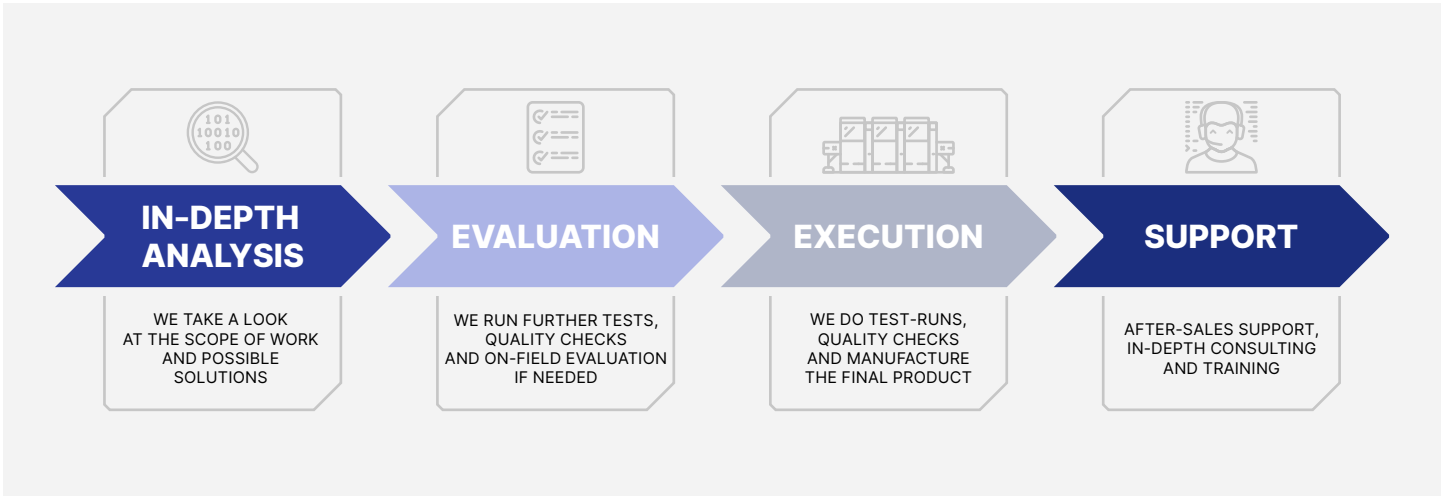 101
10010
100
IN-DEPTH
ANALYSIS
WE TAKE A LOOK
AT THE SCOPE OF WORK
AND POSSIBLE
SOLUTIONS
EVALUATION
WE RUN FURTHER TESTS,
QUALITY CHECKS
AND ON-FIELD EVALUATION
IF NEEDED
EXECUTION
WE DO TEST-RUNS,
QUALITY CHECKS
AND MANUFACTURE
THE FINAL PRODUCT
SUPPORT
AFTER-SALES SUPPORT,
IN-DEPTH CONSULTING
AND TRAINING